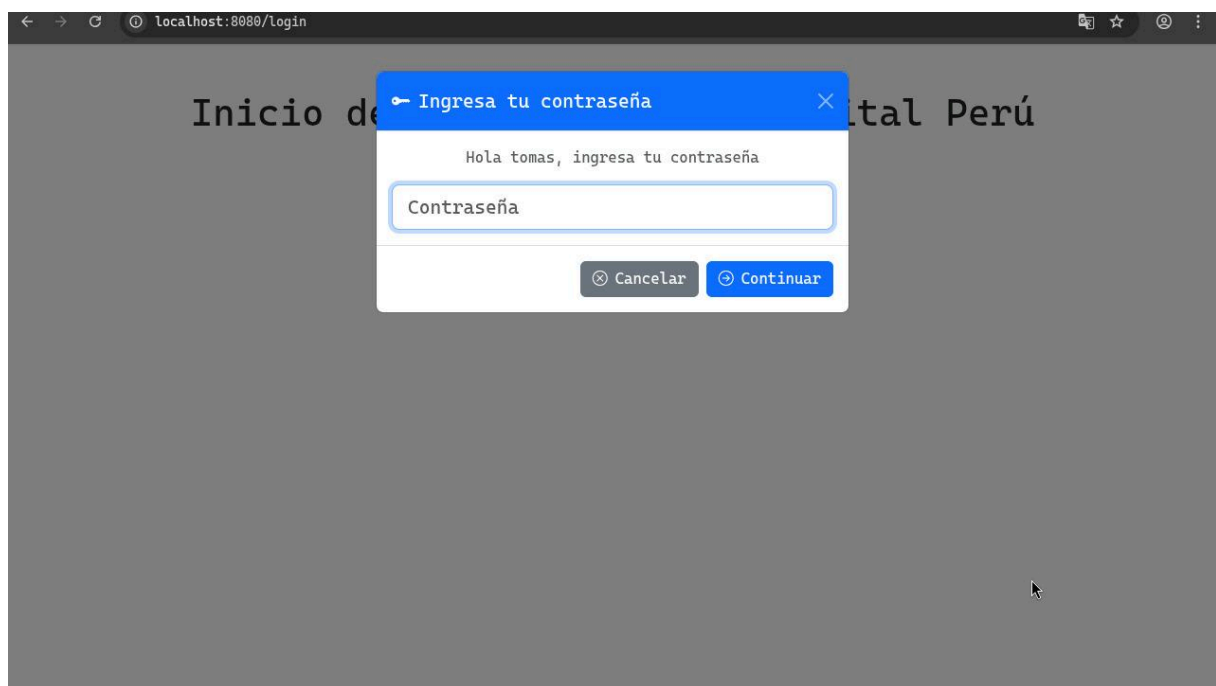 localhost:8080/login
Inicio de
ital Perú
Ingresa tu contraseña
Hola tomas, ingresa tu contraseña
Contraseña
Cancelar Continuar